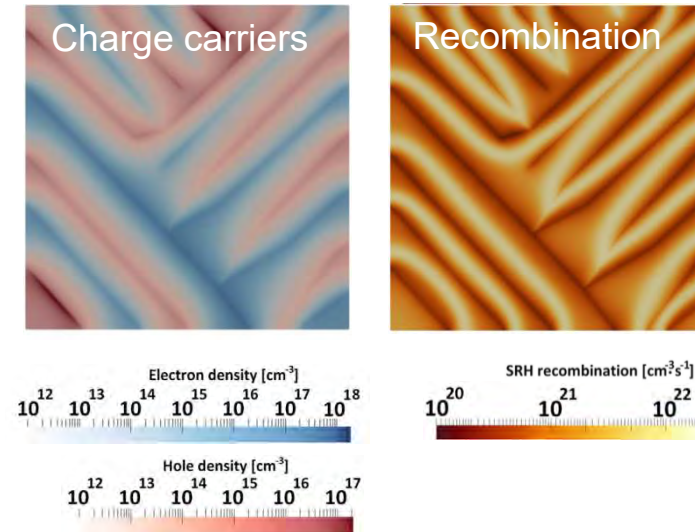 Charge carriers
Recombination
Electron density [cm⁻³]
10¹² 10¹³ 10¹⁴ 10¹⁵ 10¹⁶ 10¹⁷ 10¹⁸
Hole density [cm⁻³]
10¹² 10¹³ 10¹⁴ 10¹⁵ 10¹⁶ 10¹⁷
SRH recombination [cm⁻³s⁻¹]
10²⁰ 10²¹ 10²²